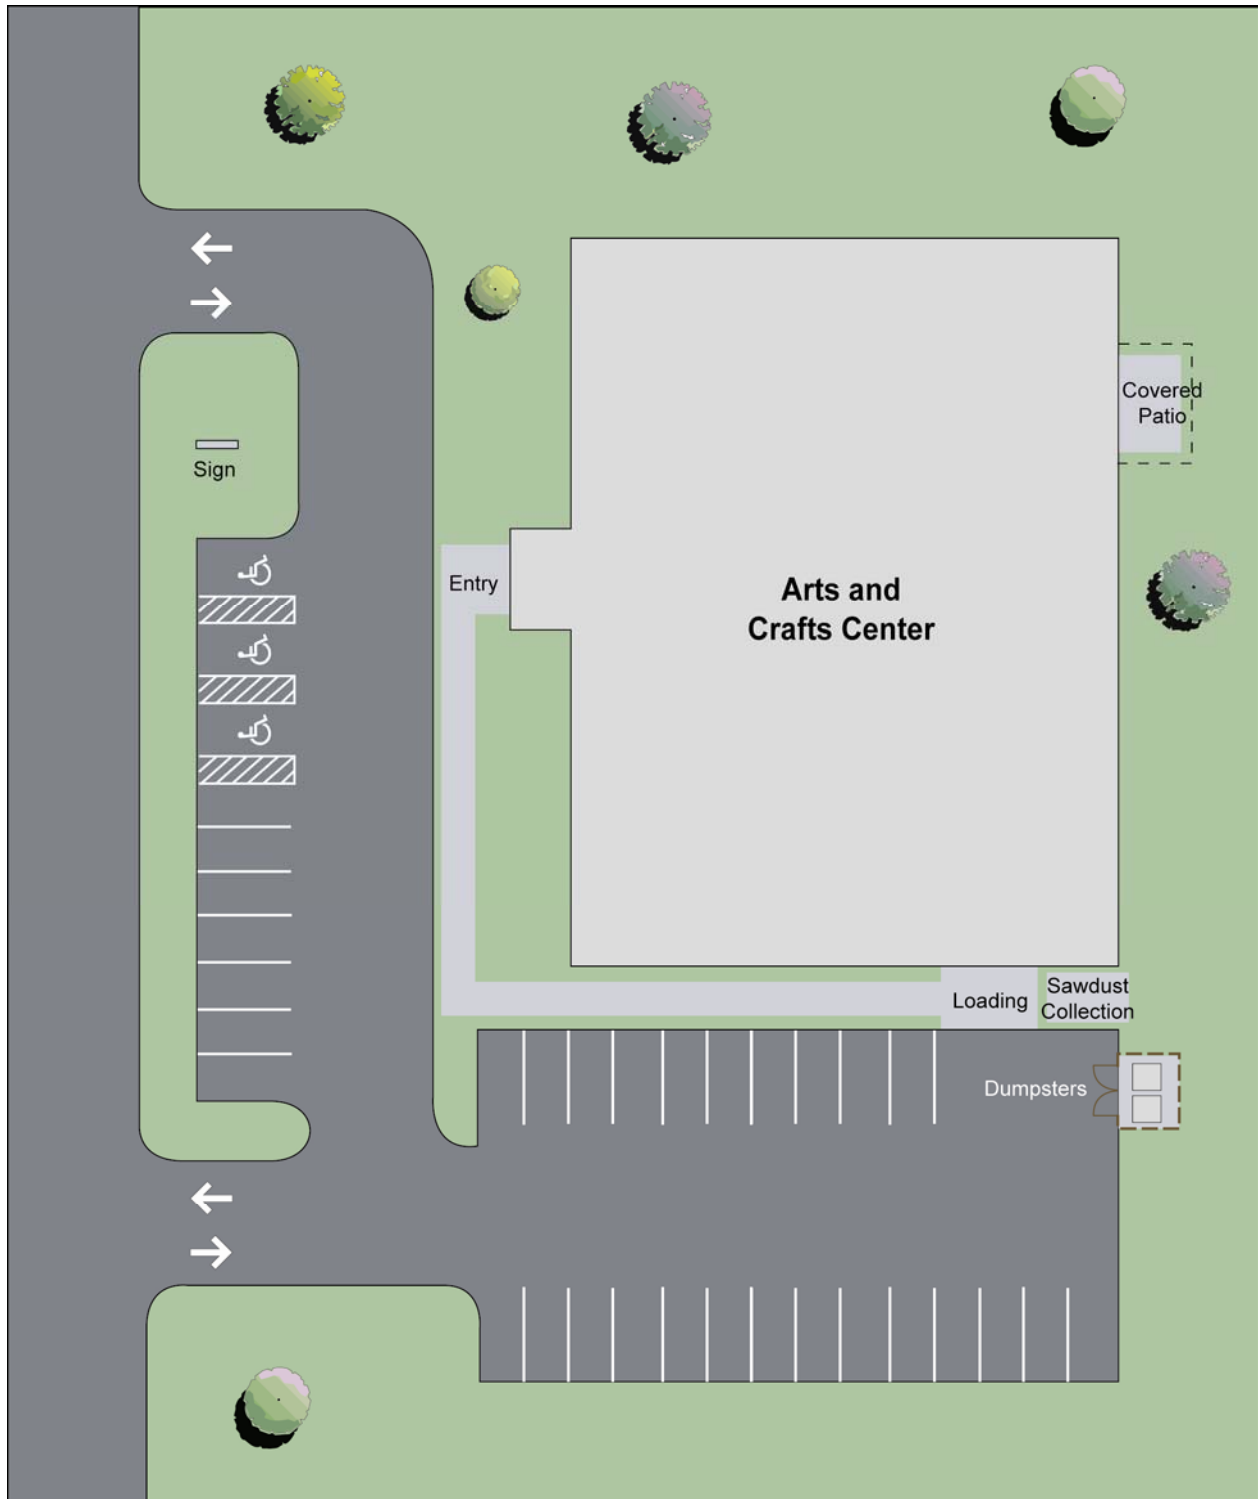 Covered
Patio
Sign
Entry
Arts and
Crafts Center
Loading
Sawdust
Collection
Dumpsters